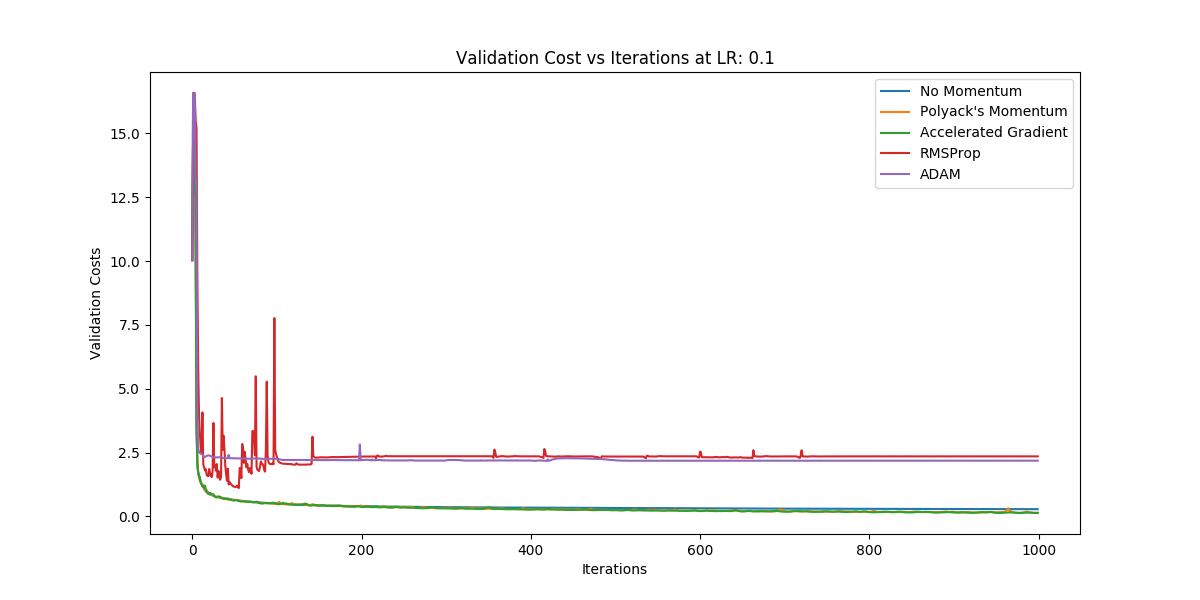 Validation Cost vs Iterations at LR: 0.1
No Momentum
Polyack's Momentum
Accelerated Gradient
RMSProp
ADAM
Validation Costs
15.0
12.5
10.0
7.5
5.0
2.5
0.0
0
200
400
600
800
1000
Iterations